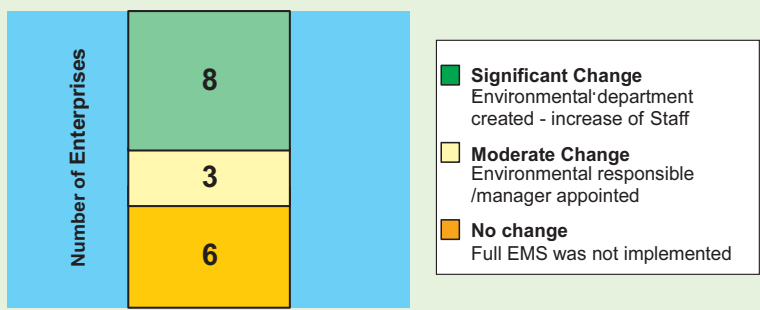 Number of Enterprises
8
3
6
Significant Change
Environmental department
created - increase of Staff
Moderate Change
Environmental responsible
/manager appointed
No change
Full EMS was not implemented